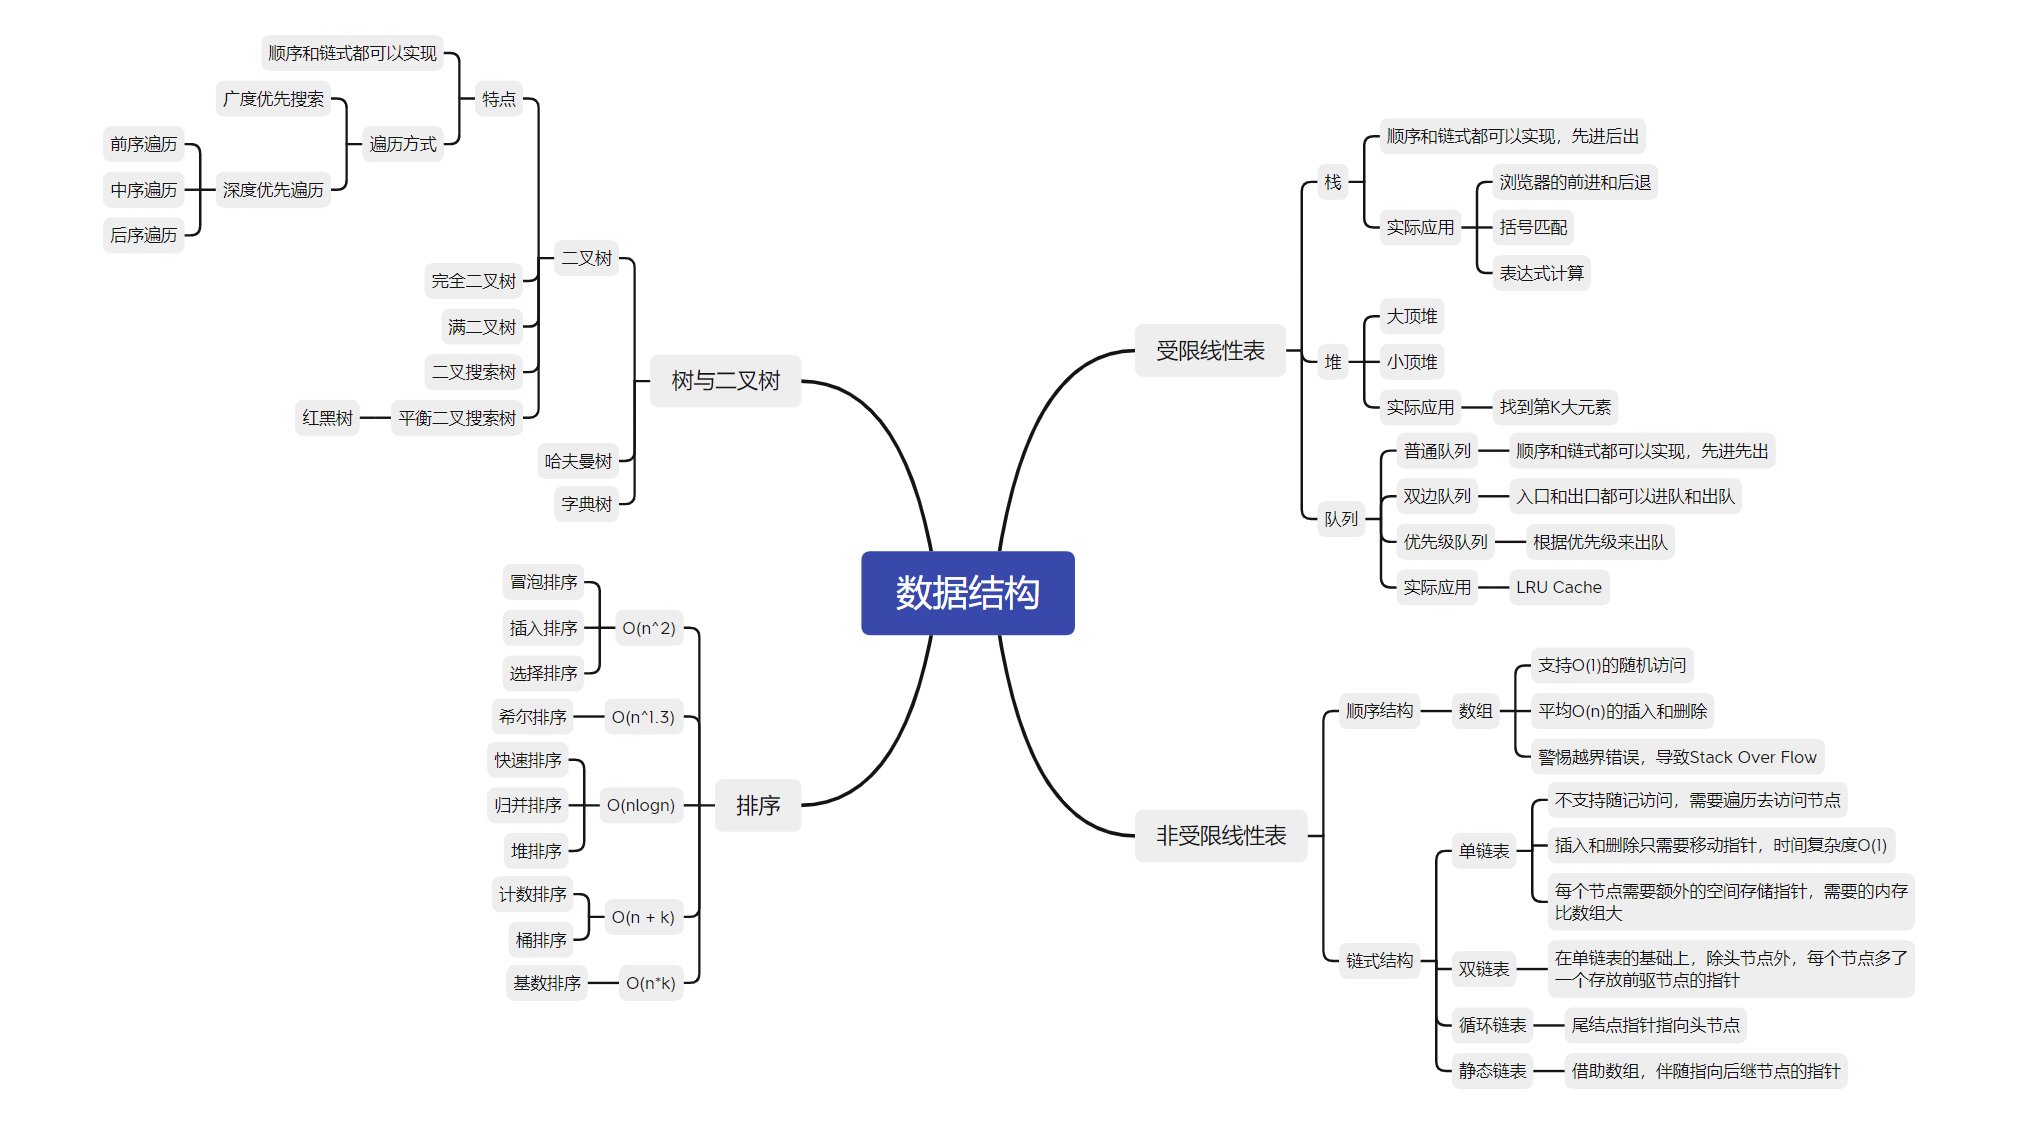 数据结构
树与二叉树
二叉树
特点
顺序和链式都可以实现
遍历方式
广度优先搜索
深度优先遍历
前序遍历
中序遍历
后序遍历
完全二叉树
满二叉树
二叉搜索树
平衡二叉搜索树
红黑树
哈夫曼树
字典树
排序
O(n^2)
冒泡排序
插入排序
选择排序
O(n^1.3)
希尔排序
O(nlogn)
快速排序
归并排序
堆排序
O(n + k)
计数排序
桶排序
O(n*k)
基数排序
受限线性表
栈
顺序和链式都可以实现，先进后出
实际应用
浏览器的前进和后退
括号匹配
表达式计算
堆
大顶堆
小顶堆
实际应用
找到第K大元素
队列
普通队列
顺序和链式都可以实现，先进先出
双边队列
入口和出口都可以进队和出队
优先级队列
根据优先级来出队
实际应用
LRU Cache
非受限线性表
顺序结构
数组
支持O(1)的随机访问
平均O(n)的插入和删除
警惕越界错误，导致Stack Over Flow
链式结构
单链表
不支持随记访问，需要遍历去访问节点
插入和删除只需要移动指针，时间复杂度O(1)
每个节点需要额外的空间存储指针，需要的内存
比数组大
双链表
在单链表的基础上，除头节点外，每个节点多了
一个存放前驱节点的指针
循环链表
尾结点指针指向头节点
静态链表
借助数组，伴随指向后继节点的指针